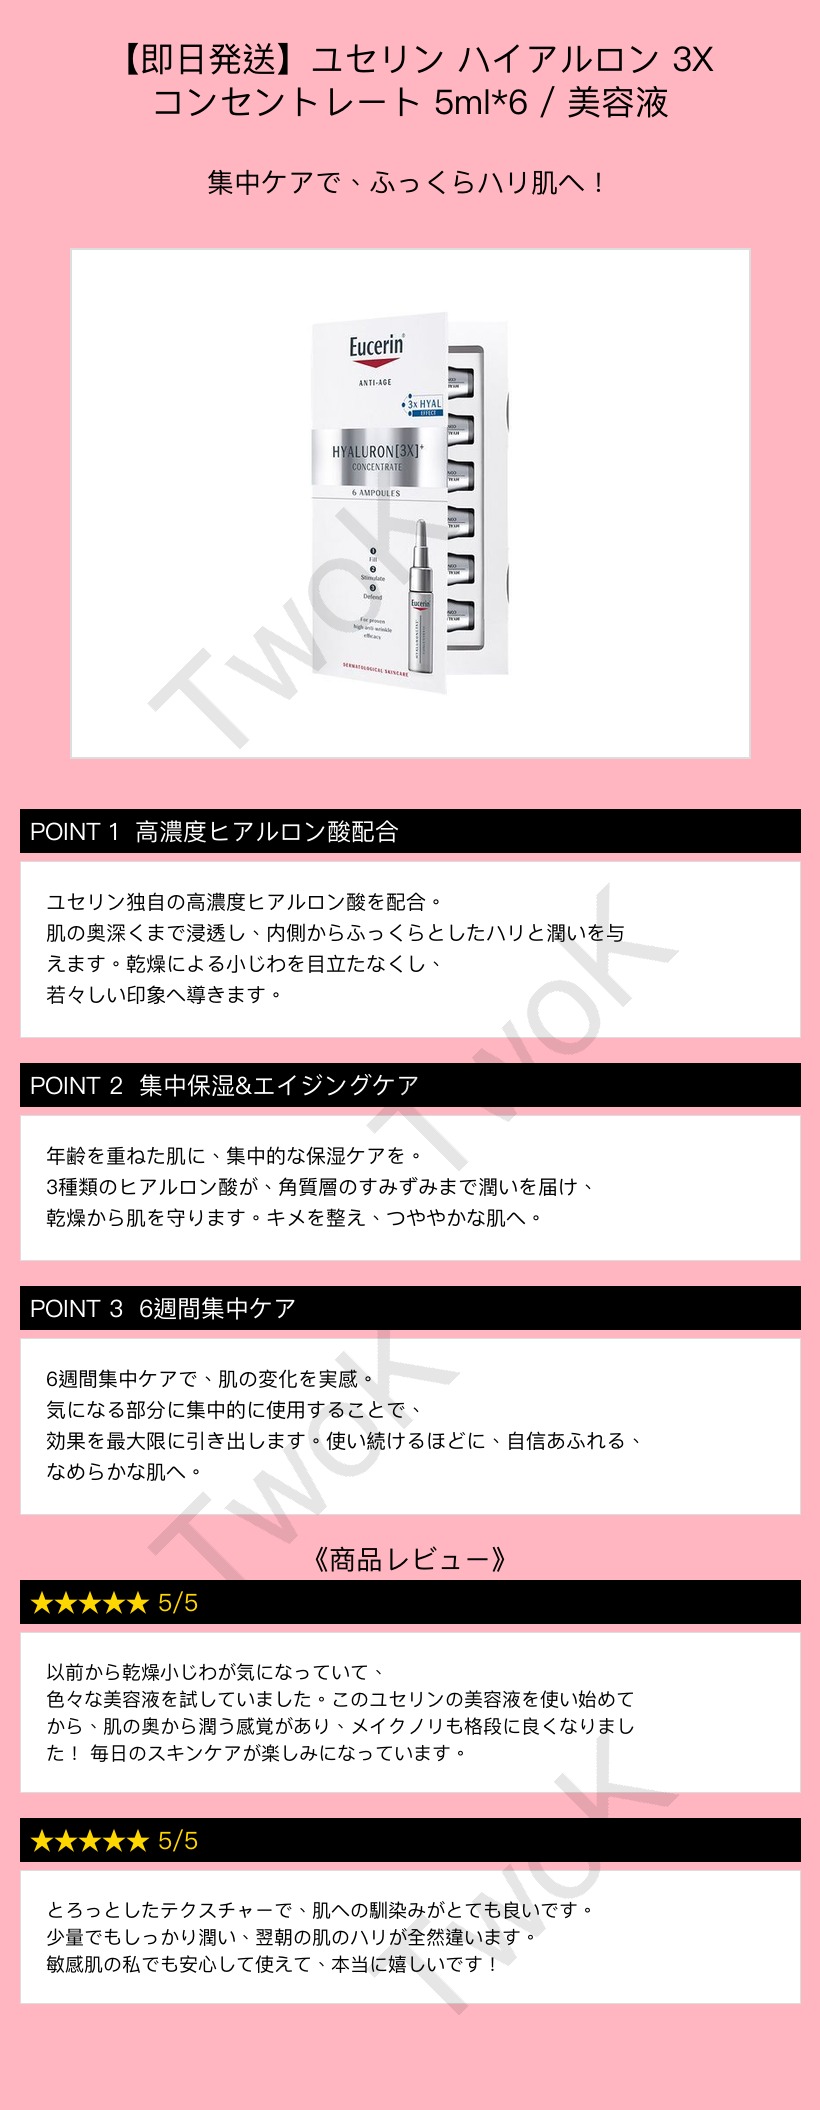 【即日発送】ユセリン ハイアルロン 3X
コンセントレート 5ml*6 / 美容液
集中ケアで、ふっくらハリ肌へ！
Eucerin
ANTI-AGE
3x HYAL
EFFECT
HYALURON[3X]+
CONCENTRATE
6 AMPOULES
1
Fill
2
Stimulate
3
Defend
For proven
high anti-wrinkle
efficacy
Eucerin
DERMATOLOGICAL SKINCARE
TwoK
POINT 1 高濃度ヒアルロン酸配合
ユセリン独自の高濃度ヒアルロン酸を配合。
肌の奥深くまで浸透し、内側からふっくらとしたハリと潤いを与
えます。乾燥による小じわを目立たなくし、
若々しい印象へ導きます。
TwoK
POINT 2 集中保湿&エイジングケア
年齢を重ねた肌に、集中的な保湿ケアを。
3種類のヒアルロン酸が、角質層のすみずみまで潤いを届け、
乾燥から肌を守ります。キメを整え、つややかな肌へ。
POINT 3 6週間集中ケア
6週間集中ケアで、肌の変化を実感。
気になる部分に集中的に使用することで、
効果を最大限に引き出します。使い続けるほどに、自信あふれる、
なめらかな肌へ。
TwoK
《商品レビュー》
★★★★★ 5/5
以前から乾燥小じわが気になっていて、
色々な美容液を試していました。このユセリンの美容液を使い始めて
から、肌の奥から潤う感覚があり、メイクノリも格段に良くなりまし
た！ 毎日のスキンケアが楽しみになっています。
★★★★★ 5/5
とろっとしたテクスチャーで、肌への馴染みがとても良いです。
少量でもしっかり潤い、翌朝の肌のハリが全然違います。
敏感肌の私でも安心して使えて、本当に嬉しいです！
TwoK